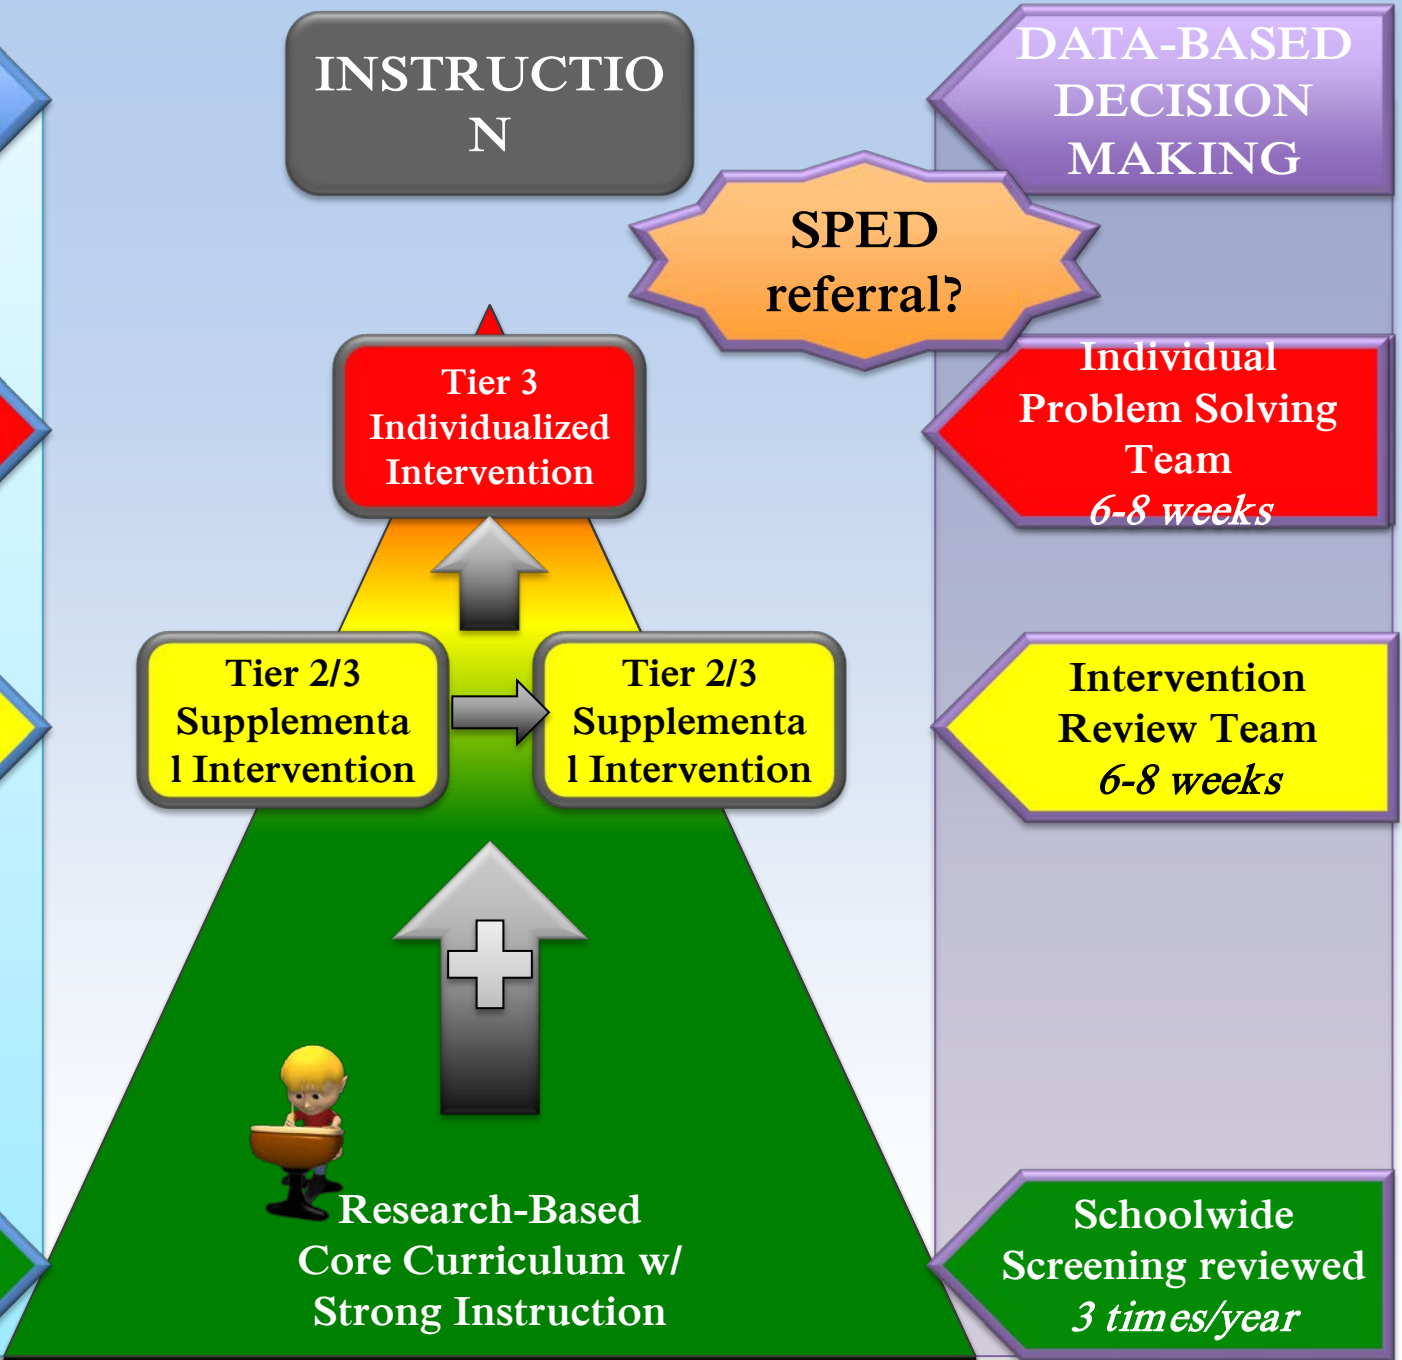 INSTRUCTIO
N
DATA-BASED
DECISION
MAKING
SPED
referral?
Tier 3
Individualized
Intervention
Individual
Problem Solving
Team
6-8 weeks
Tier 2/3
Supplementa
l Intervention
Tier 2/3
Supplementa
l Intervention
Intervention
Review Team
6-8 weeks
Research-Based
Core Curriculum w/
Strong Instruction
Schoolwide
Screening reviewed
3 times/year